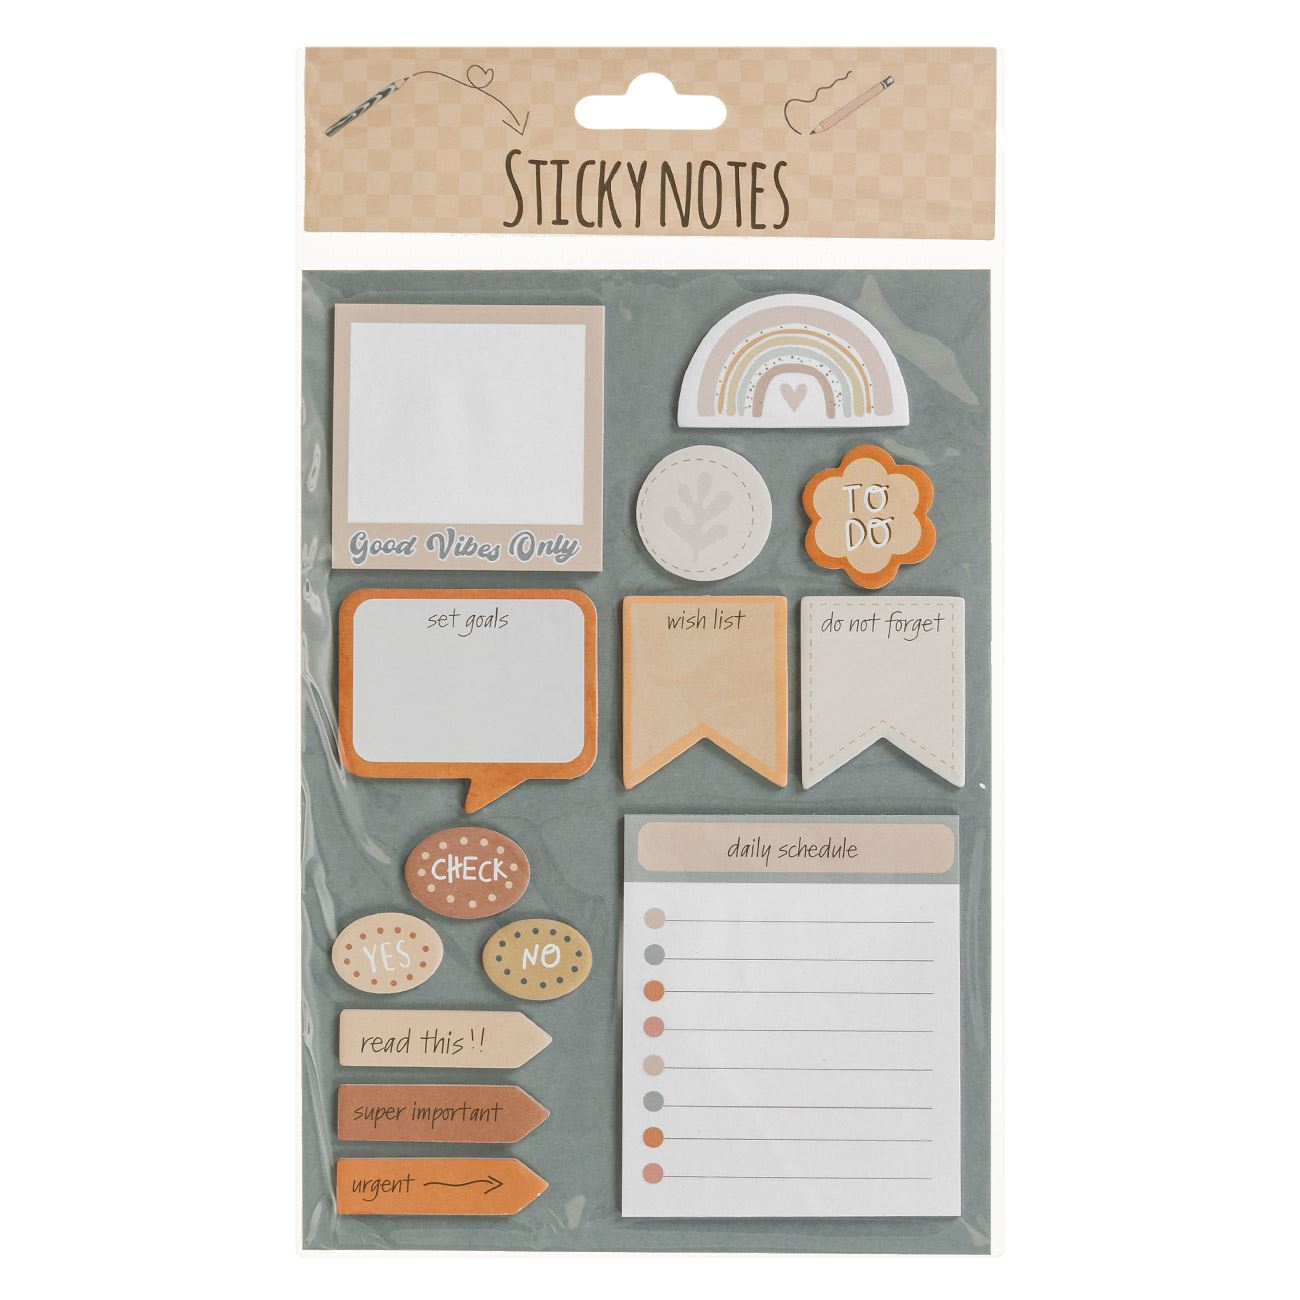 STICKY NOTES
Good Vibes Only
TO
DO
set goals
wish list
do not forget
CHECK
YES
NO
read this!!
super important
urgent
daily schedule